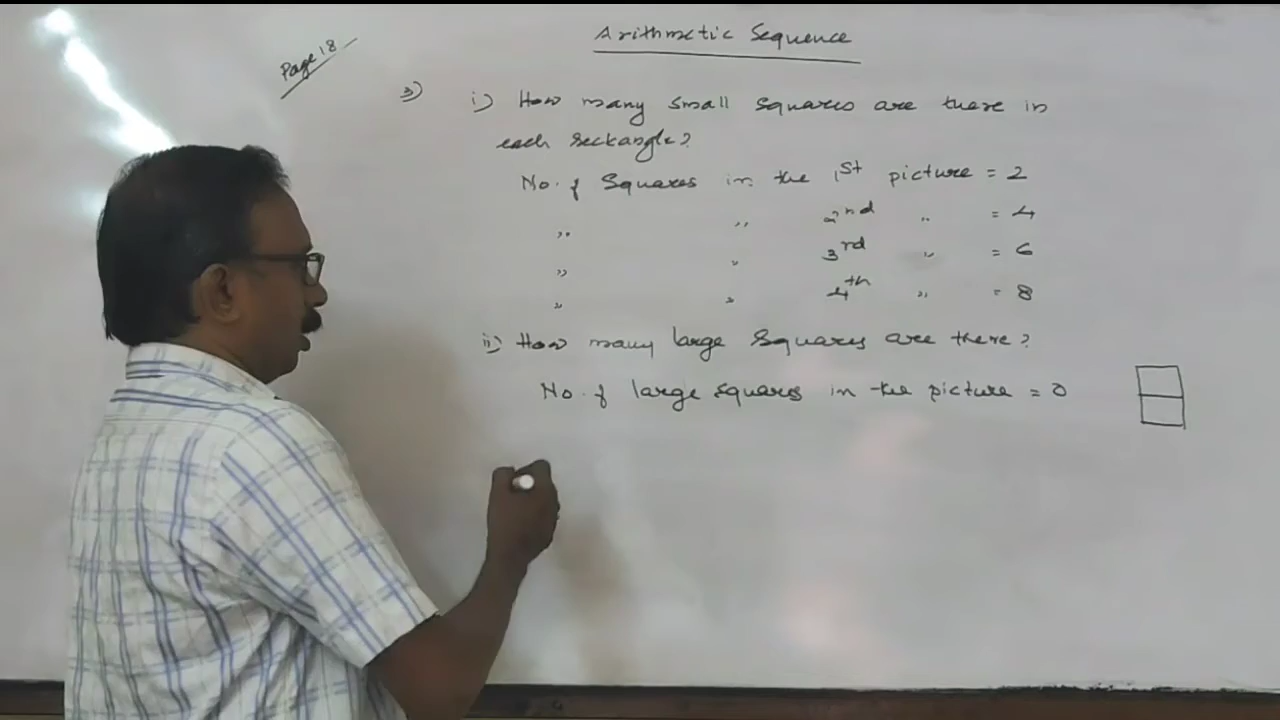 Arithmetic Sequence
Page 18
3) i) How many small squares are there in
each rectangle?
No. of Squares in the 1st picture = 2
,, ,, 2nd ,, = 4
,, ,, 3rd ,, = 6
,, ,, 4th ,, = 8
ii) How many large squares are there?
No. of large squares in the picture = 0